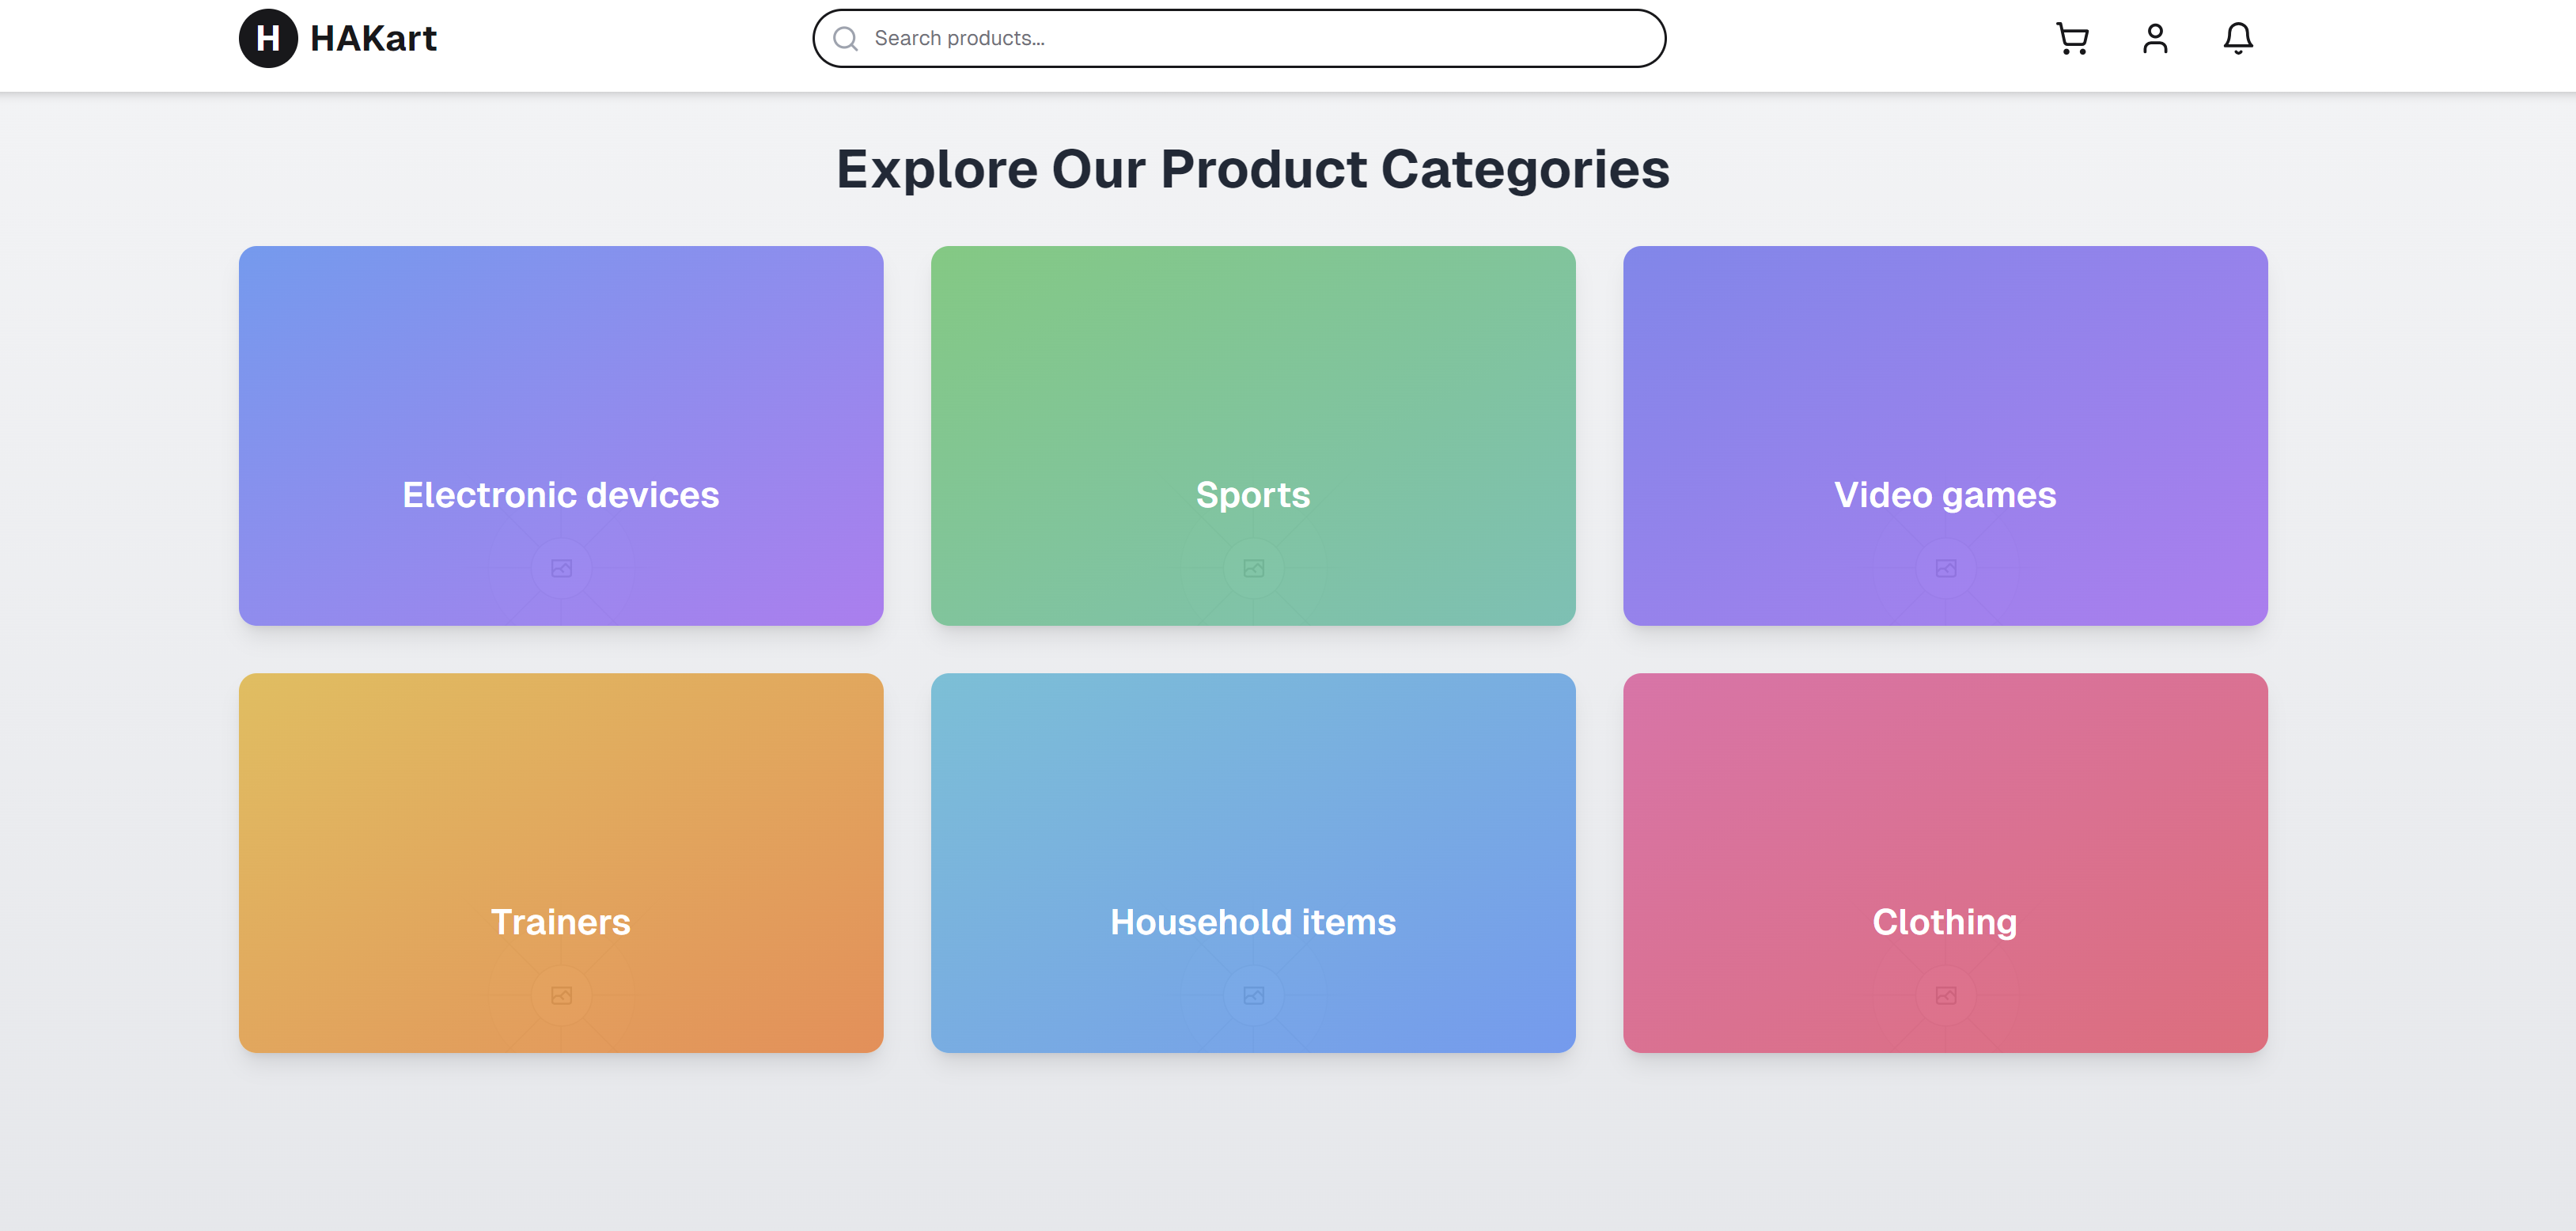 H HAKart
Search products...
Explore Our Product Categories
Electronic devices
Sports
Video games
Trainers
Household items
Clothing